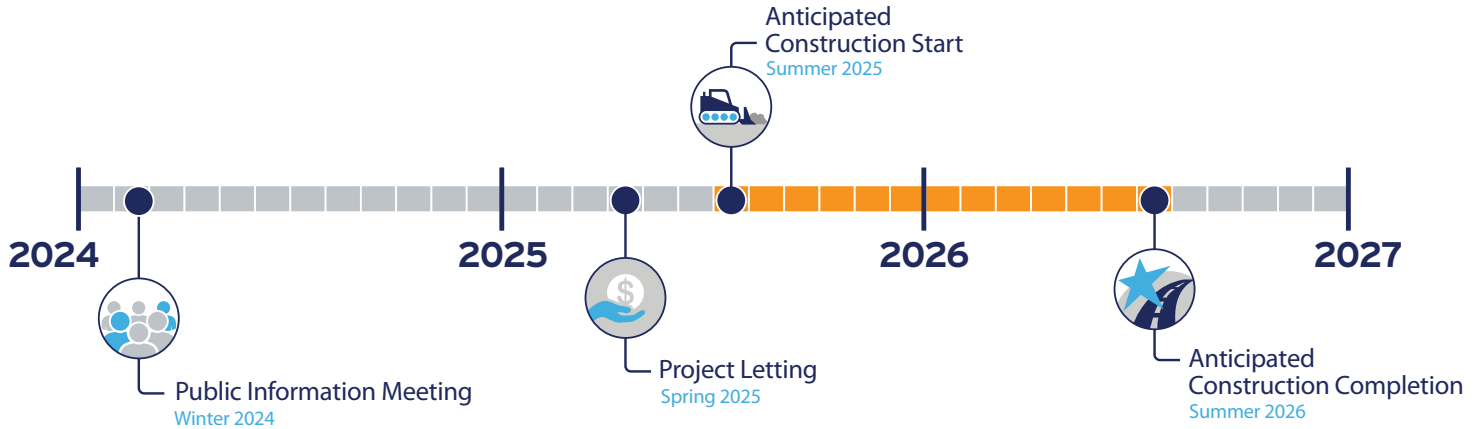 Anticipated
Construction Start
Summer 2025
2024
2025
2026
2027
$
Public Information Meeting
Winter 2024
Project Letting
Spring 2025
Anticipated
Construction Completion
Summer 2026